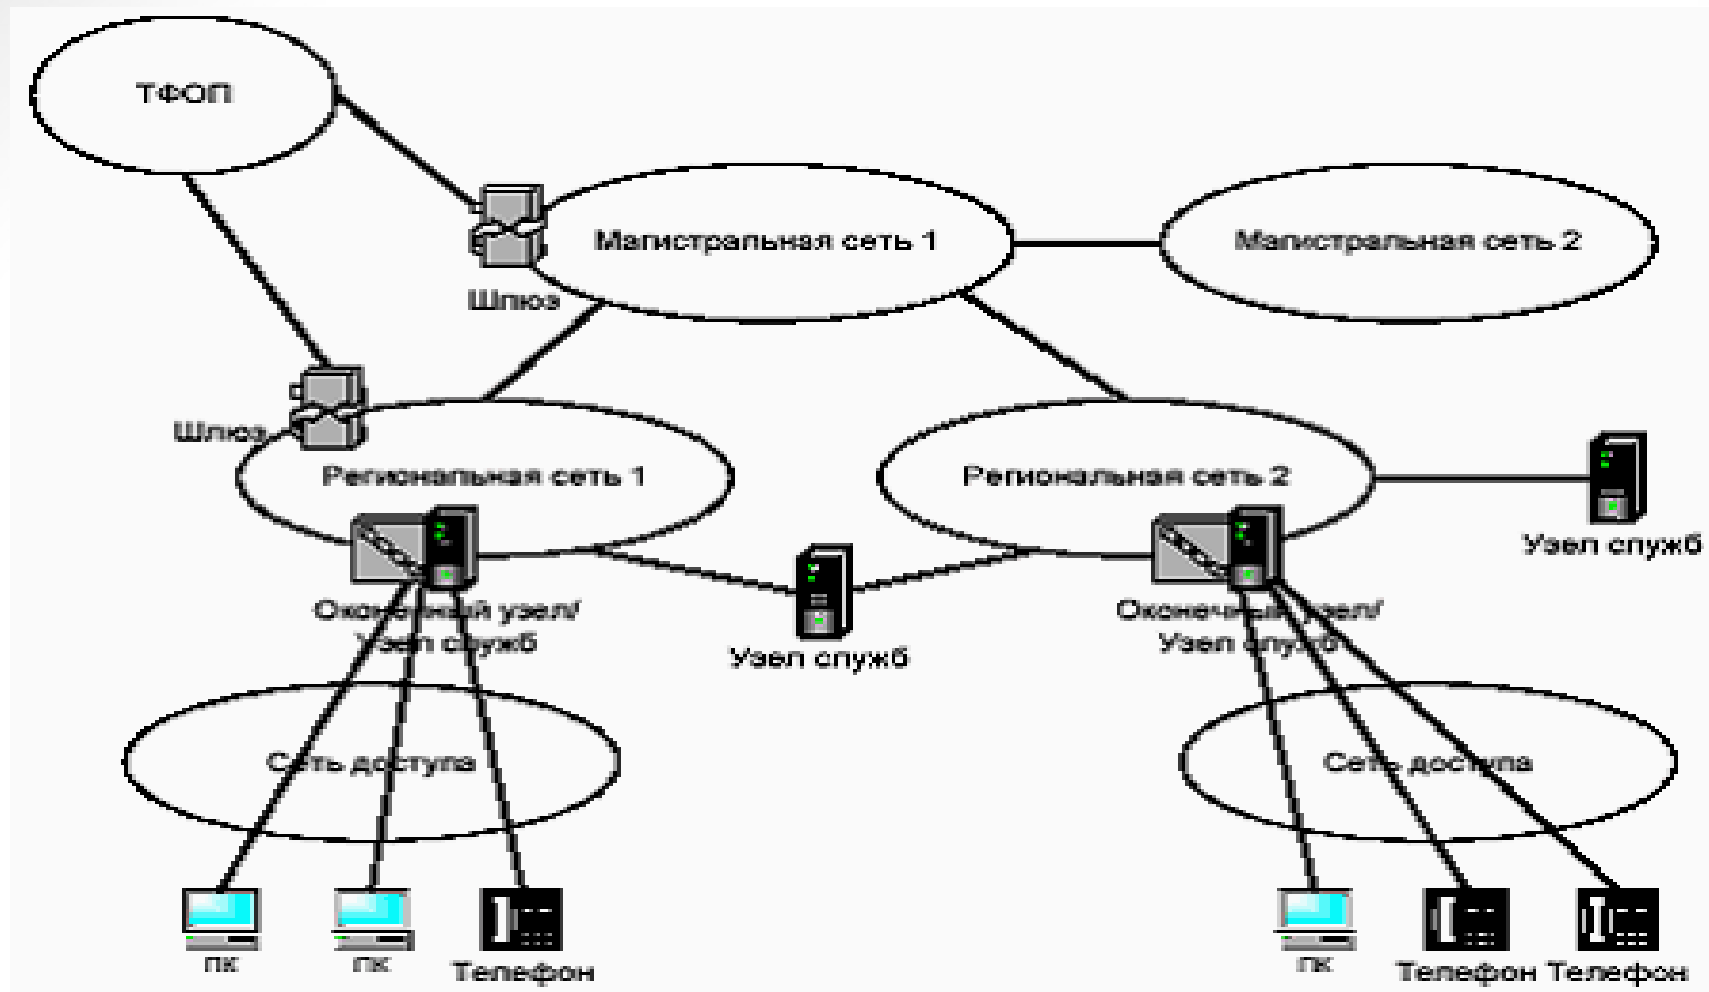 ТФОП
Магистральная сеть 1
Магистральная сеть 2
Шлюз
Шлюз
Региональная сеть 1
Региональная сеть 2
Узел служб
Оконечный узел/
Узел служб
Узел служб
Оконечный узел/
Узел служб
Сеть доступа
Сеть доступа
ПК
ПК
Телефон
ПК
Телефон
Телефон